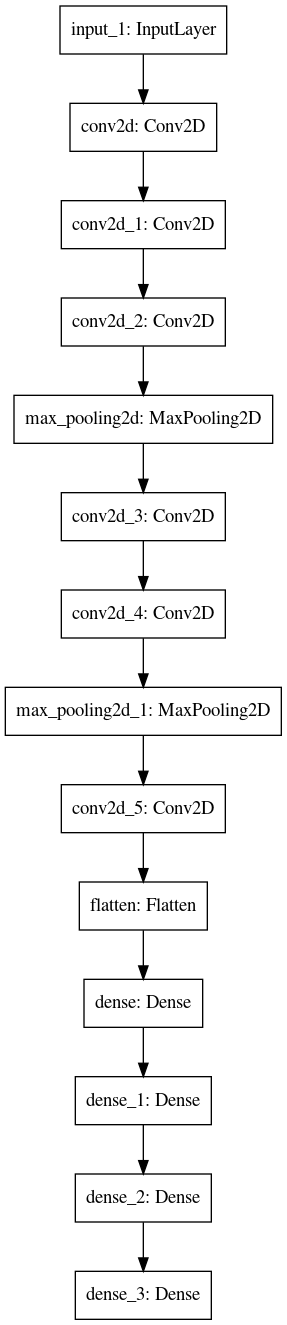 input_1: InputLayer
conv2d: Conv2D
conv2d_1: Conv2D
conv2d_2: Conv2D
max_pooling2d: MaxPooling2D
conv2d_3: Conv2D
conv2d_4: Conv2D
max_pooling2d_1: MaxPooling2D
conv2d_5: Conv2D
flatten: Flatten
dense: Dense
dense_1: Dense
dense_2: Dense
dense_3: Dense